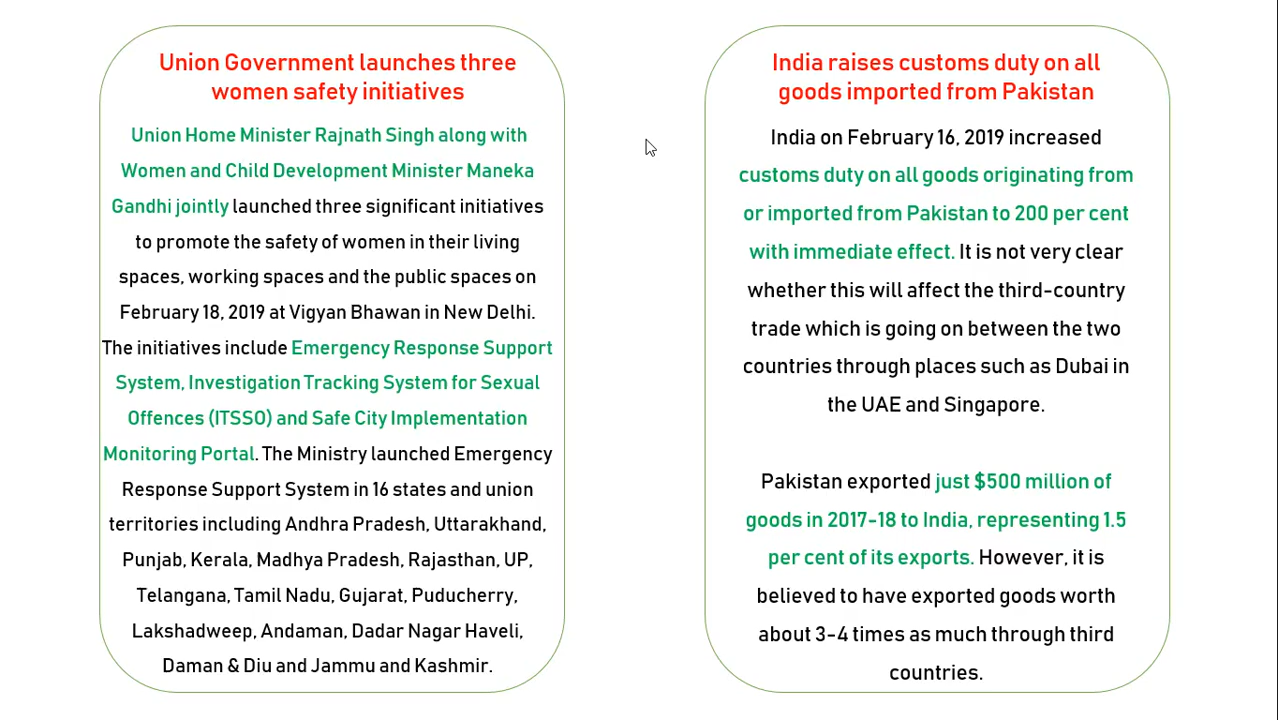 Union Government launches three
women safety initiatives
Union Home Minister Rajnath Singh along with
Women and Child Development Minister Maneka
Gandhi jointly launched three significant initiatives
to promote the safety of women in their living
spaces, working spaces and the public spaces on
February 18, 2019 at Vigyan Bhawan in New Delhi.
The initiatives include Emergency Response Support
System, Investigation Tracking System for Sexual
Offences (ITSSO) and Safe City Implementation
Monitoring Portal. The Ministry launched Emergency
Response Support System in 16 states and union
territories including Andhra Pradesh, Uttarakhand,
Punjab, Kerala, Madhya Pradesh, Rajasthan, UP,
Telangana, Tamil Nadu, Gujarat, Puducherry,
Lakshadweep, Andaman, Dadar Nagar Haveli,
Daman & Diu and Jammu and Kashmir.
India raises customs duty on all
goods imported from Pakistan
India on February 16, 2019 increased
customs duty on all goods originating from
or imported from Pakistan to 200 per cent
with immediate effect. It is not very clear
whether this will affect the third-country
trade which is going on between the two
countries through places such as Dubai in
the UAE and Singapore.
Pakistan exported just $500 million of
goods in 2017-18 to India, representing 1.5
per cent of its exports. However, it is
believed to have exported goods worth
about 3-4 times as much through third
countries.